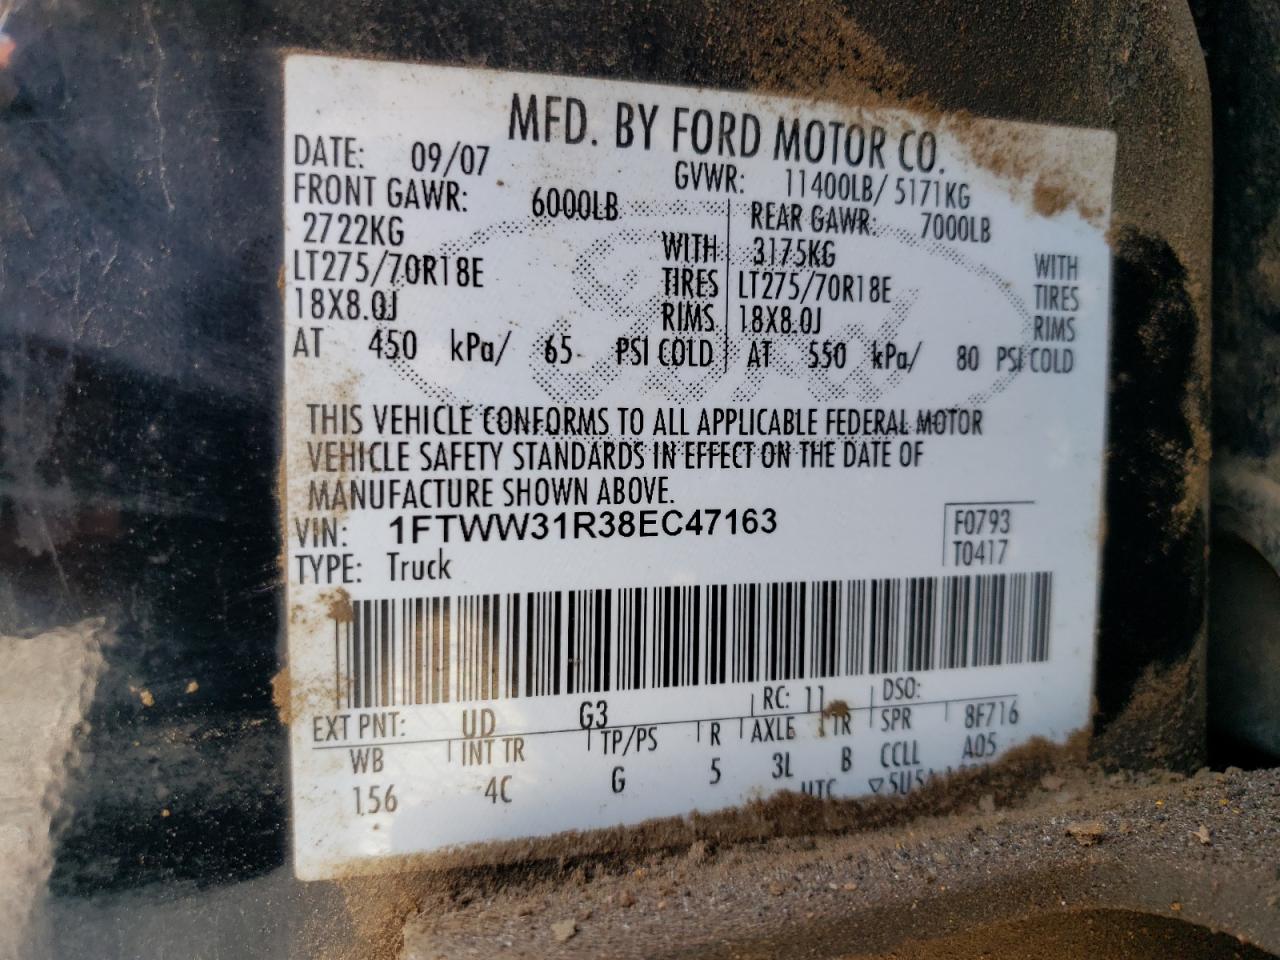 MFD. BY FORD MOTOR CO.
DATE: 09/07 GVWR: 11400LB/ 5171KG
FRONT GAWR: 6000LB REAR GAWR: 7000LB
2722KG WITH 3175KG WITH
LT275/70R18E TIRES LT275/70R18E TIRES
18X8.0J RIMS 18X8.0J RIMS
AT 450 kPa/ 65 PSI COLD AT 550 kPa/ 80 PSI COLD
THIS VEHICLE CONFORMS TO ALL APPLICABLE FEDERAL MOTOR
VEHICLE SAFETY STANDARDS IN EFFECT ON THE DATE OF
MANUFACTURE SHOWN ABOVE.
VIN: 1FTWW31R38EC47163 F0793
TYPE: Truck T0417
EXT PNT: UD G3 RC: 11 DSO:
WB INT TR TP/PS R AXLE TR SPR 8F716
156 4C G 5 3L B CCLL A05
UTC